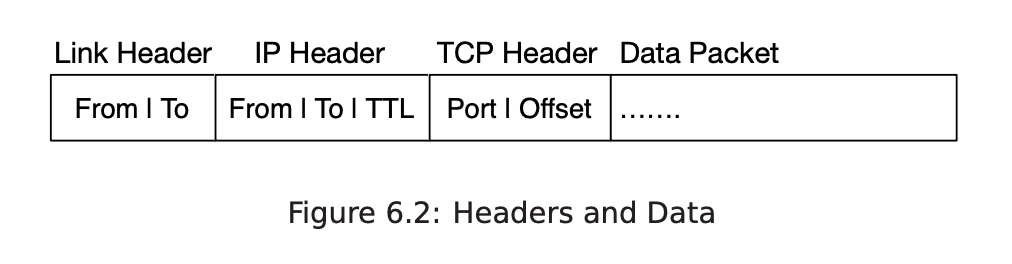 Link Header IP Header TCP Header Data Packet
From | To From | To | TTL Port | Offset .......
Figure 6.2: Headers and Data